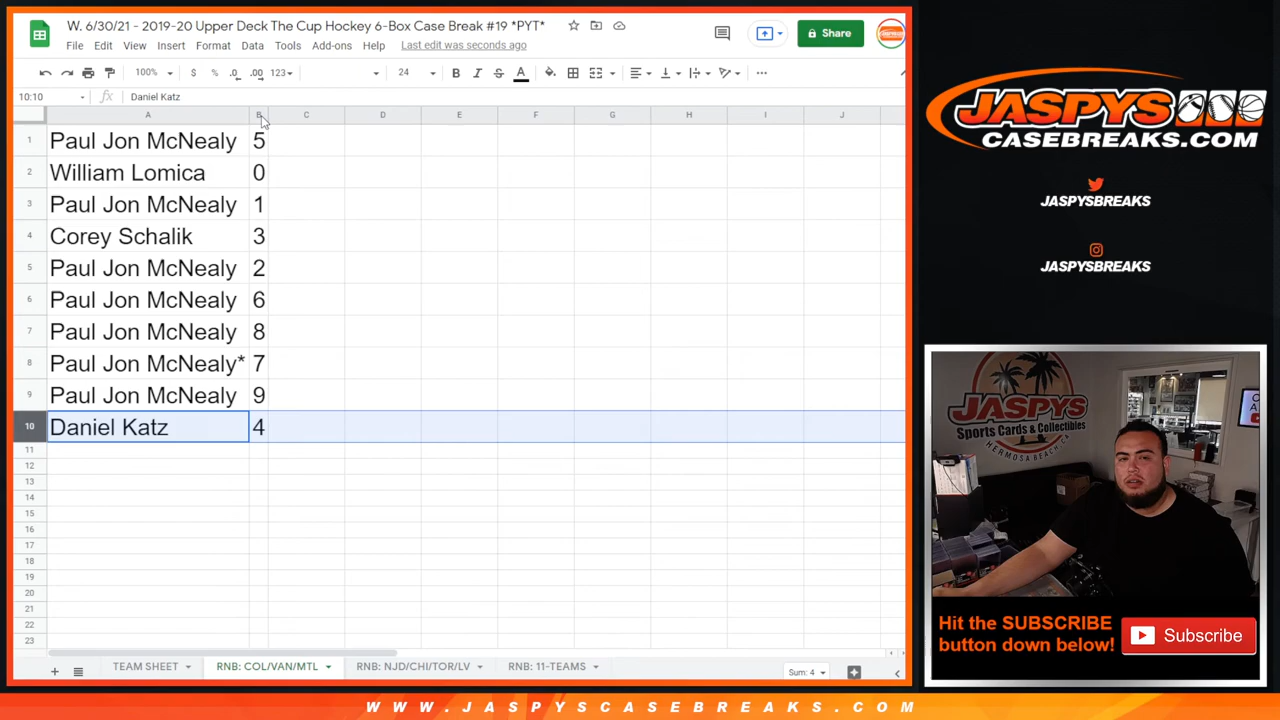 W. 6/30/21 - 2019-20 Upper Deck The Cup Hockey 6-Box Case Break #19 *PYT*
File Edit View Insert Format Data Tools Add-ons Help Last edit was seconds ago
Share
100% $ % .0 .00 123 24 B I S A
10:10 fx Daniel Katz
A B C D E F G H I J
1 Paul Jon McNealy 5
2 William Lomica 0
3 Paul Jon McNealy 1
4 Corey Schalik 3
5 Paul Jon McNealy 2
6 Paul Jon McNealy 6
7 Paul Jon McNealy 8
8 Paul Jon McNealy* 7
9 Paul Jon McNealy 9
10 Daniel Katz 4
11
12
13
14
15
16
17
18
19
20
21
22
23
TEAM SHEET RNB: COL/VAN/MTL RNB: NJD/CHI/TOR/LV RNB: 11-TEAMS Sum: 4
JASPYS
CASEBREAKS.COM
JASPYSBREAKS
JASPYSBREAKS
JASPYS
Sports Cards & Collectibles
HERMOSA BEACH, CA
Hit the SUBSCRIBE
button down below!
Subscribe
WWW.JASPYSCASEBREAKS.COM